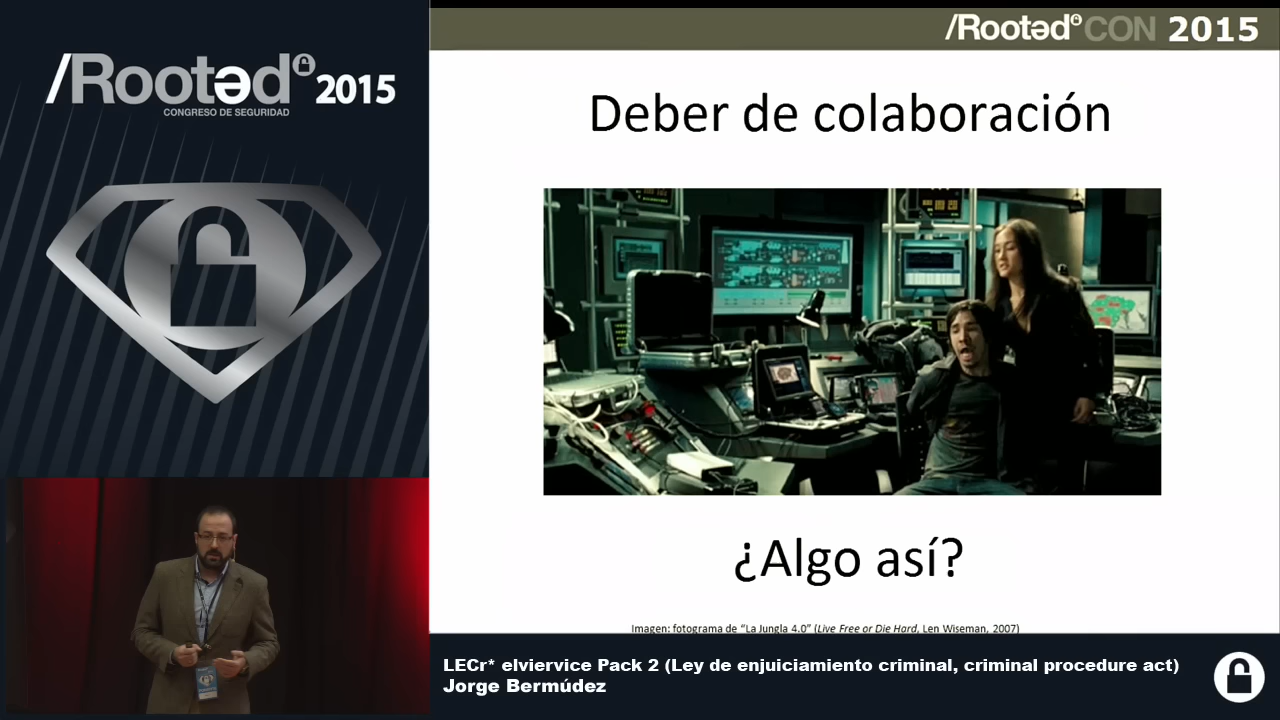 /Rootəd 2015
CONGRESO DE SEGURIDAD
/Rootəd CON 2015
Deber de colaboración
¿Algo así?
Imagen: fotograma de "La Jungla 4.0" (Live Free or Die Hard, Len Wiseman, 2007)
LECr* elviervice Pack 2 (Ley de enjuiciamiento criminal, criminal procedure act)
Jorge Bermúdez